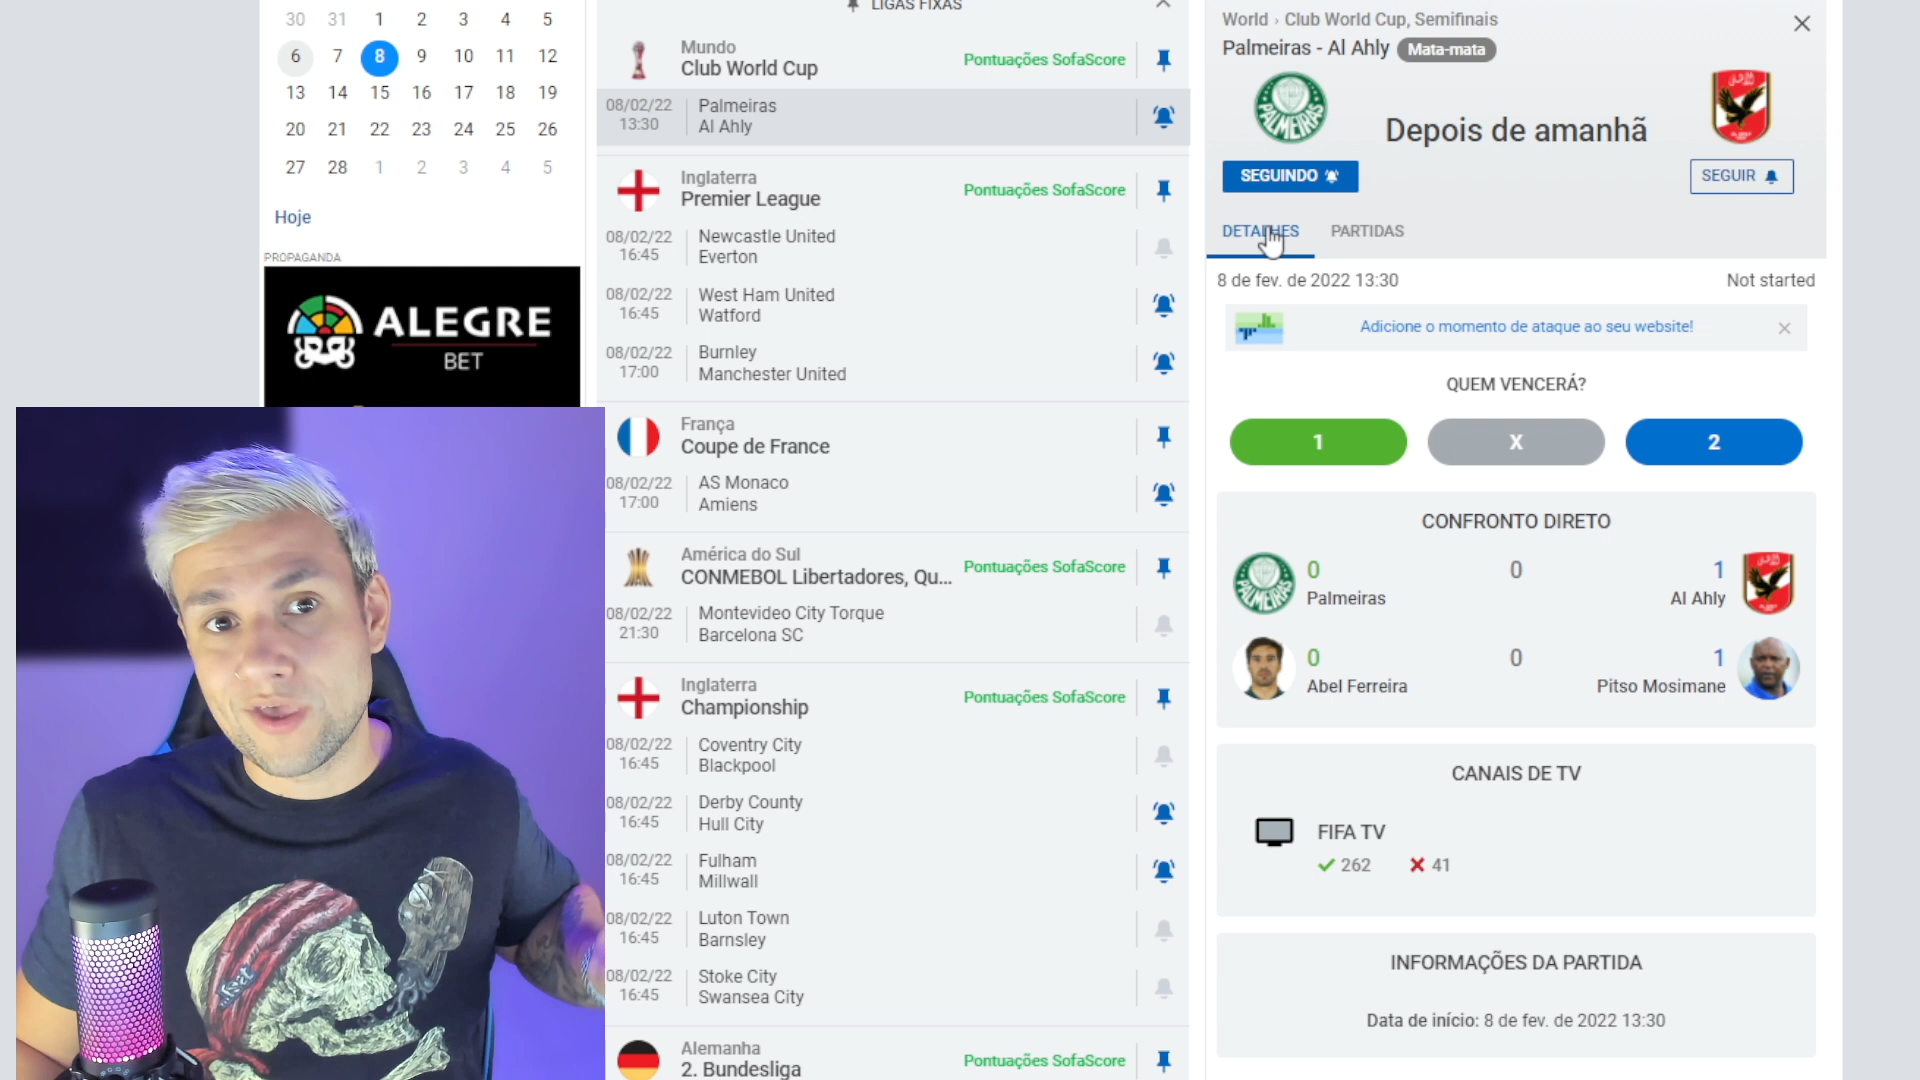 30 31 1 2 3 4 5
6 7 8 9 10 11 12
13 14 15 16 17 18 19
20 21 22 23 24 25 26
27 28 1 2 3 4 5
Hoje
PROPAGANDA
ALEGRE
BET
LIGAS FIXAS
Mundo
Club World Cup
Pontuações SofaScore
08/02/22 Palmeiras
13:30 Al Ahly
Inglaterra
Premier League
Pontuações SofaScore
08/02/22 Newcastle United
16:45 Everton
08/02/22 West Ham United
16:45 Watford
08/02/22 Burnley
17:00 Manchester United
França
Coupe de France
08/02/22 AS Monaco
17:00 Amiens
América do Sul
CONMEBOL Libertadores, Qu...
Pontuações SofaScore
08/02/22 Montevideo City Torque
21:30 Barcelona SC
Inglaterra
Championship
Pontuações SofaScore
08/02/22 Coventry City
16:45 Blackpool
08/02/22 Derby County
16:45 Hull City
08/02/22 Fulham
16:45 Millwall
08/02/22 Luton Town
16:45 Barnsley
08/02/22 Stoke City
16:45 Swansea City
Alemanha
2. Bundesliga
Pontuações SofaScore
World › Club World Cup, Semifinais
Palmeiras - Al Ahly Mata-mata
PALMEIRAS
Depois de amanhã
SEGUINDO
SEGUIR
DETALHES PARTIDAS
8 de fev. de 2022 13:30 Not started
Adicione o momento de ataque ao seu website!
QUEM VENCERÁ?
1 X 2
CONFRONTO DIRETO
PALMEIRAS
0 0 1
Palmeiras Al Ahly
0 0 1
Abel Ferreira Pitso Mosimane
CANAIS DE TV
FIFA TV
262 41
INFORMAÇÕES DA PARTIDA
Data de início: 8 de fev. de 2022 13:30